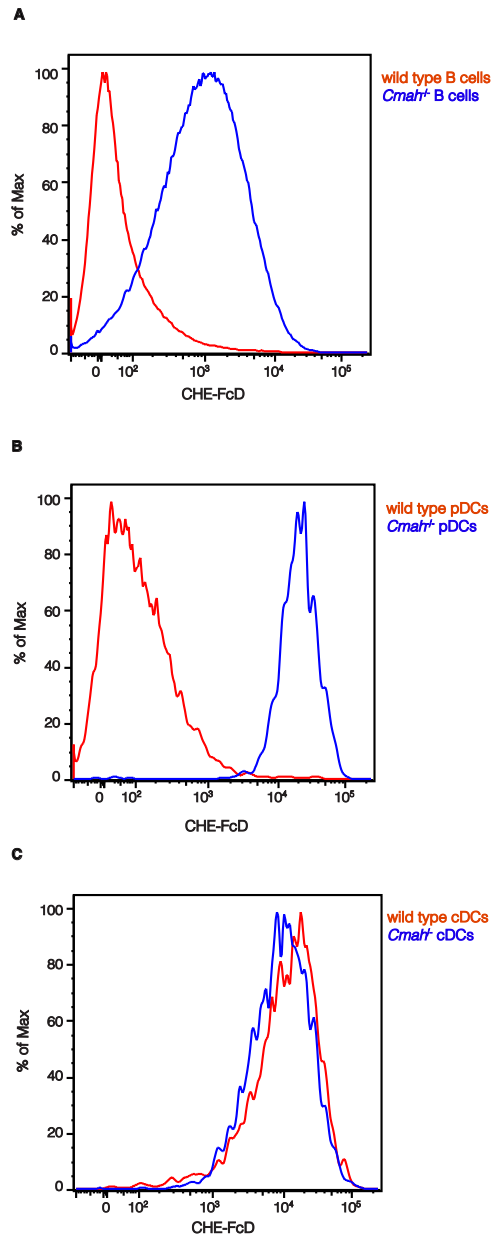 A
100
80
60
40
20
0
% of Max
0 10² 10³ 10⁴ 10⁵
CHE-FcD
wild type B cells
Cmah⁻/⁻ B cells
B
100
80
60
40
20
0
% of Max
0 10² 10³ 10⁴ 10⁵
CHE-FcD
wild type pDCs
Cmah⁻/⁻ pDCs
C
100
80
60
40
20
0
% of Max
0 10² 10³ 10⁴ 10⁵
CHE-FcD
wild type cDCs
Cmah⁻/⁻ cDCs